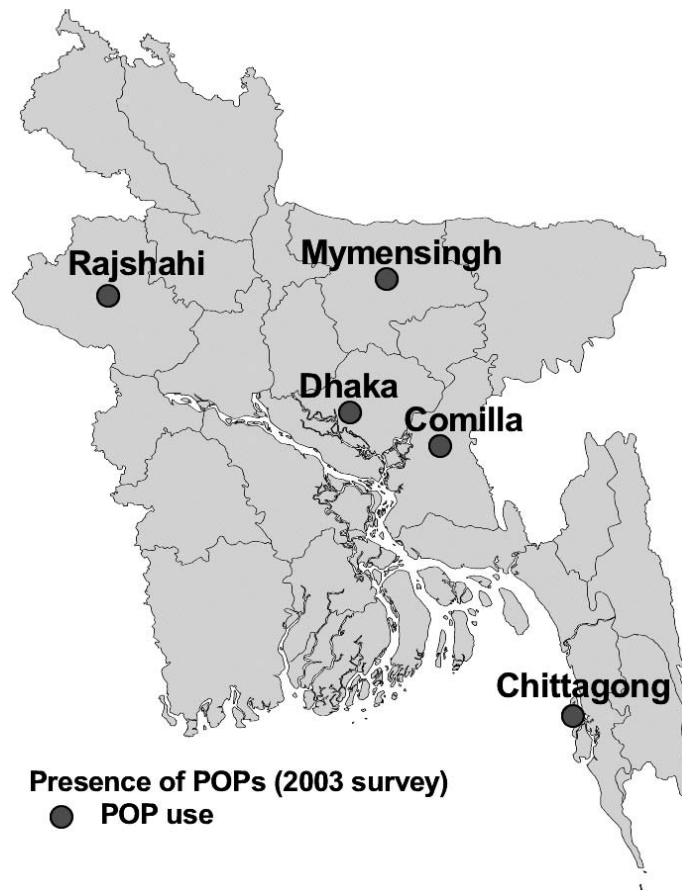 Mymensingh
Rajshahi
Dhaka
Comilla
Chittagong
Presence of POPs (2003 survey)
POP use